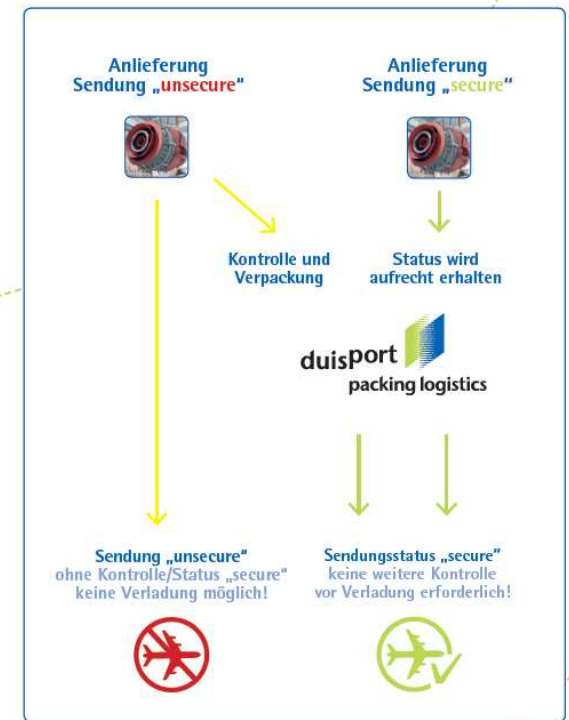 Anlieferung
Sendung „unsecure“
Anlieferung
Sendung „secure“
Kontrolle und
Verpackung
Status wird
aufrecht erhalten
duisport
packing logistics
Sendung „unsecure“
ohne Kontrolle/Status „secure“
keine Verladung möglich!
Sendungsstatus „secure“
keine weitere Kontrolle
vor Verladung erforderlich!